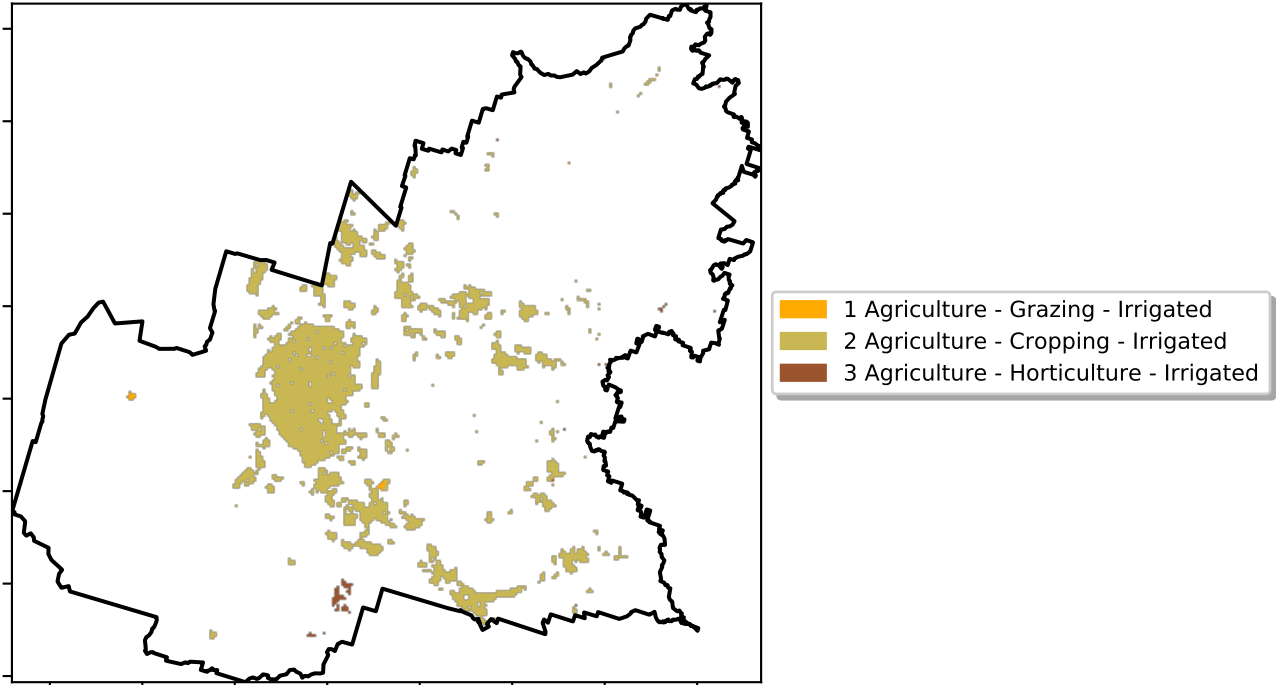 1 Agriculture - Grazing - Irrigated
2 Agriculture - Cropping - Irrigated
3 Agriculture - Horticulture - Irrigated